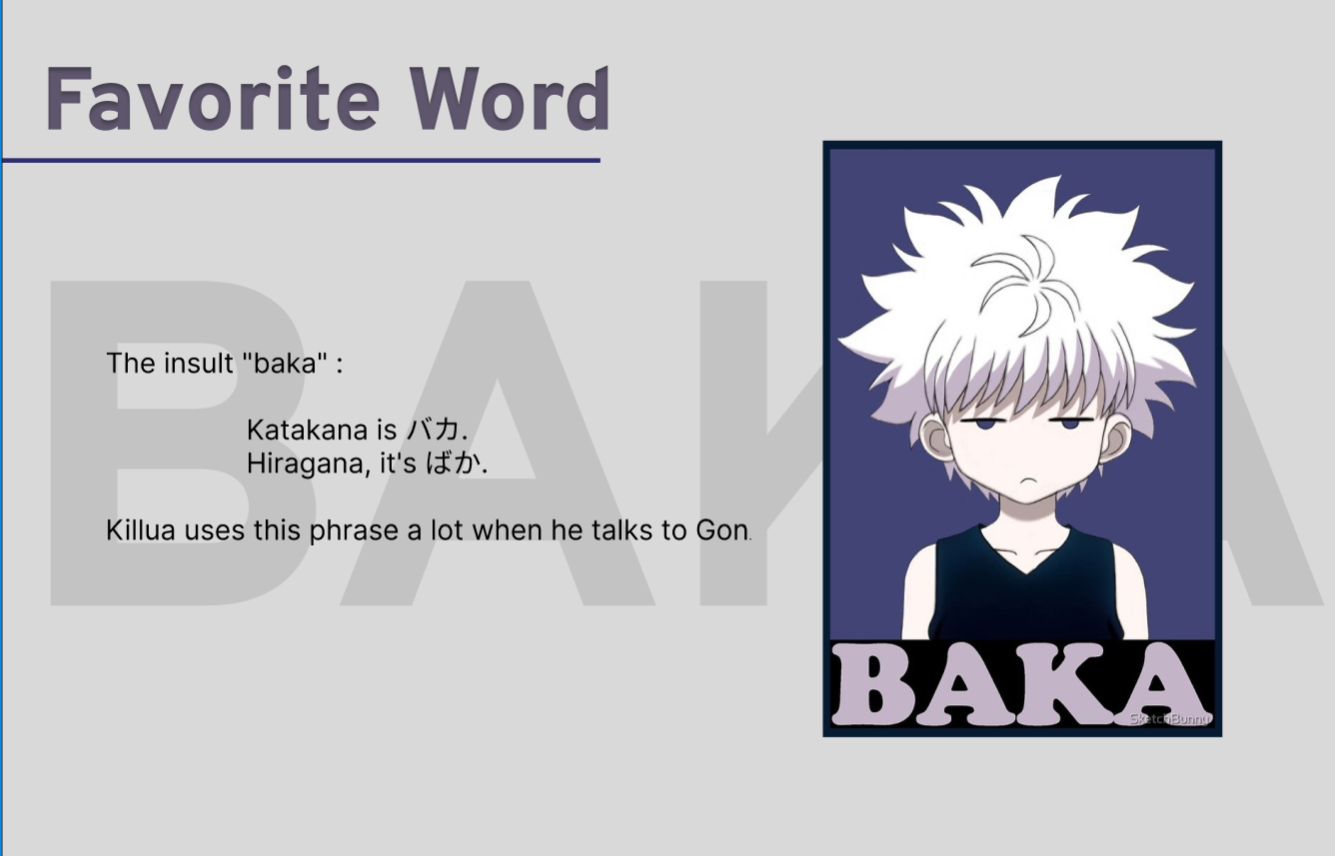 Favorite Word
BAKA
The insult "baka" :
Katakana is バカ.
Hiragana, it's ばか.
Killua uses this phrase a lot when he talks to Gon.
BAKA
SketchBunny